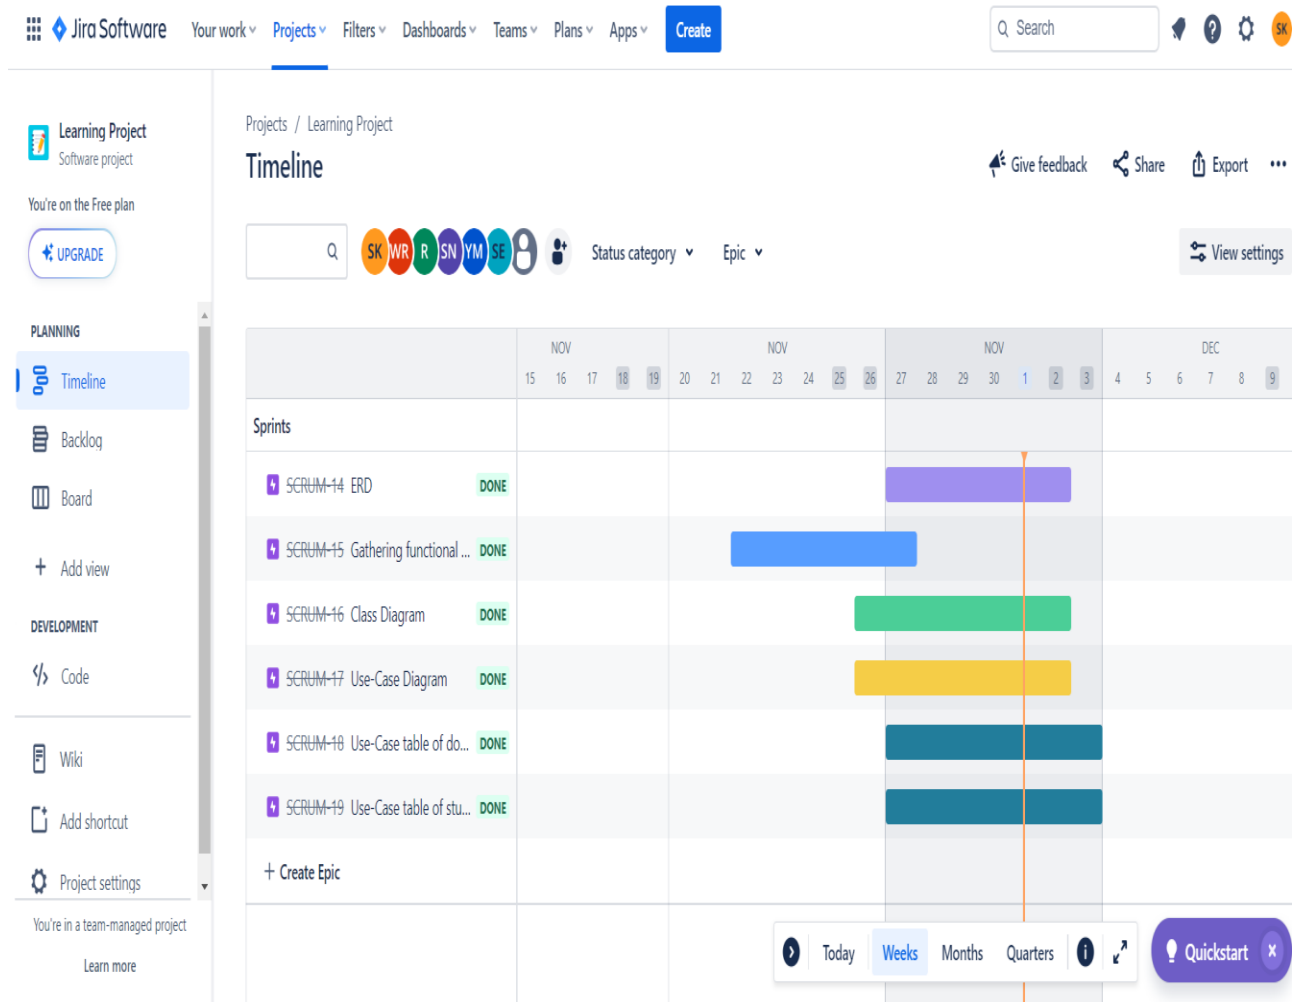 Jira Software Your work Projects Filters Dashboards Teams Plans Apps Create Search SK
Learning Project
Software project
You're on the Free plan
UPGRADE
PLANNING
Timeline
Backlog
Board
Add view
DEVELOPMENT
Code
Wiki
Add shortcut
Project settings
You're in a team-managed project
Learn more
Projects / Learning Project
Timeline
Give feedback Share Export
SK WR R SN YM SE Status category Epic View settings
NOV NOV NOV DEC
15 16 17 18 19 20 21 22 23 24 25 26 27 28 29 30 1 2 3 4 5 6 7 8 9
Sprints
SCRUM-14 ERD DONE
SCRUM-15 Gathering functional ... DONE
SCRUM-16 Class Diagram DONE
SCRUM-17 Use-Case Diagram DONE
SCRUM-18 Use-Case table of do... DONE
SCRUM-19 Use-Case table of stu... DONE
+ Create Epic
Today Weeks Months Quarters
Quickstart